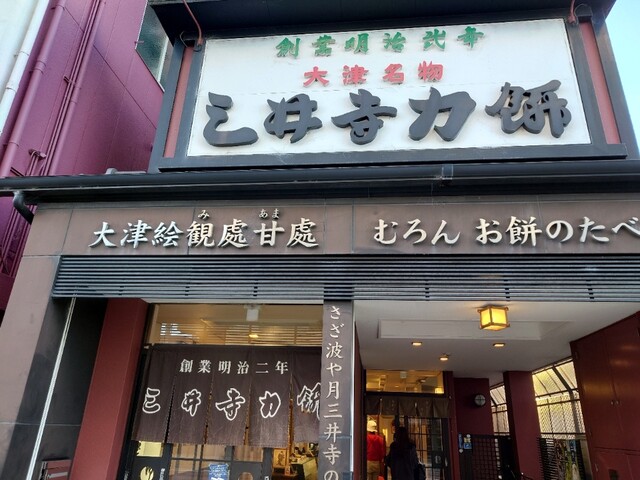 創業明治弐年
大津名物
三井寺力餅
大津絵観處甘處
み
あま
むろん お餅のたべ
創業明治二年
三井寺力餅
さざ波や月三井寺の